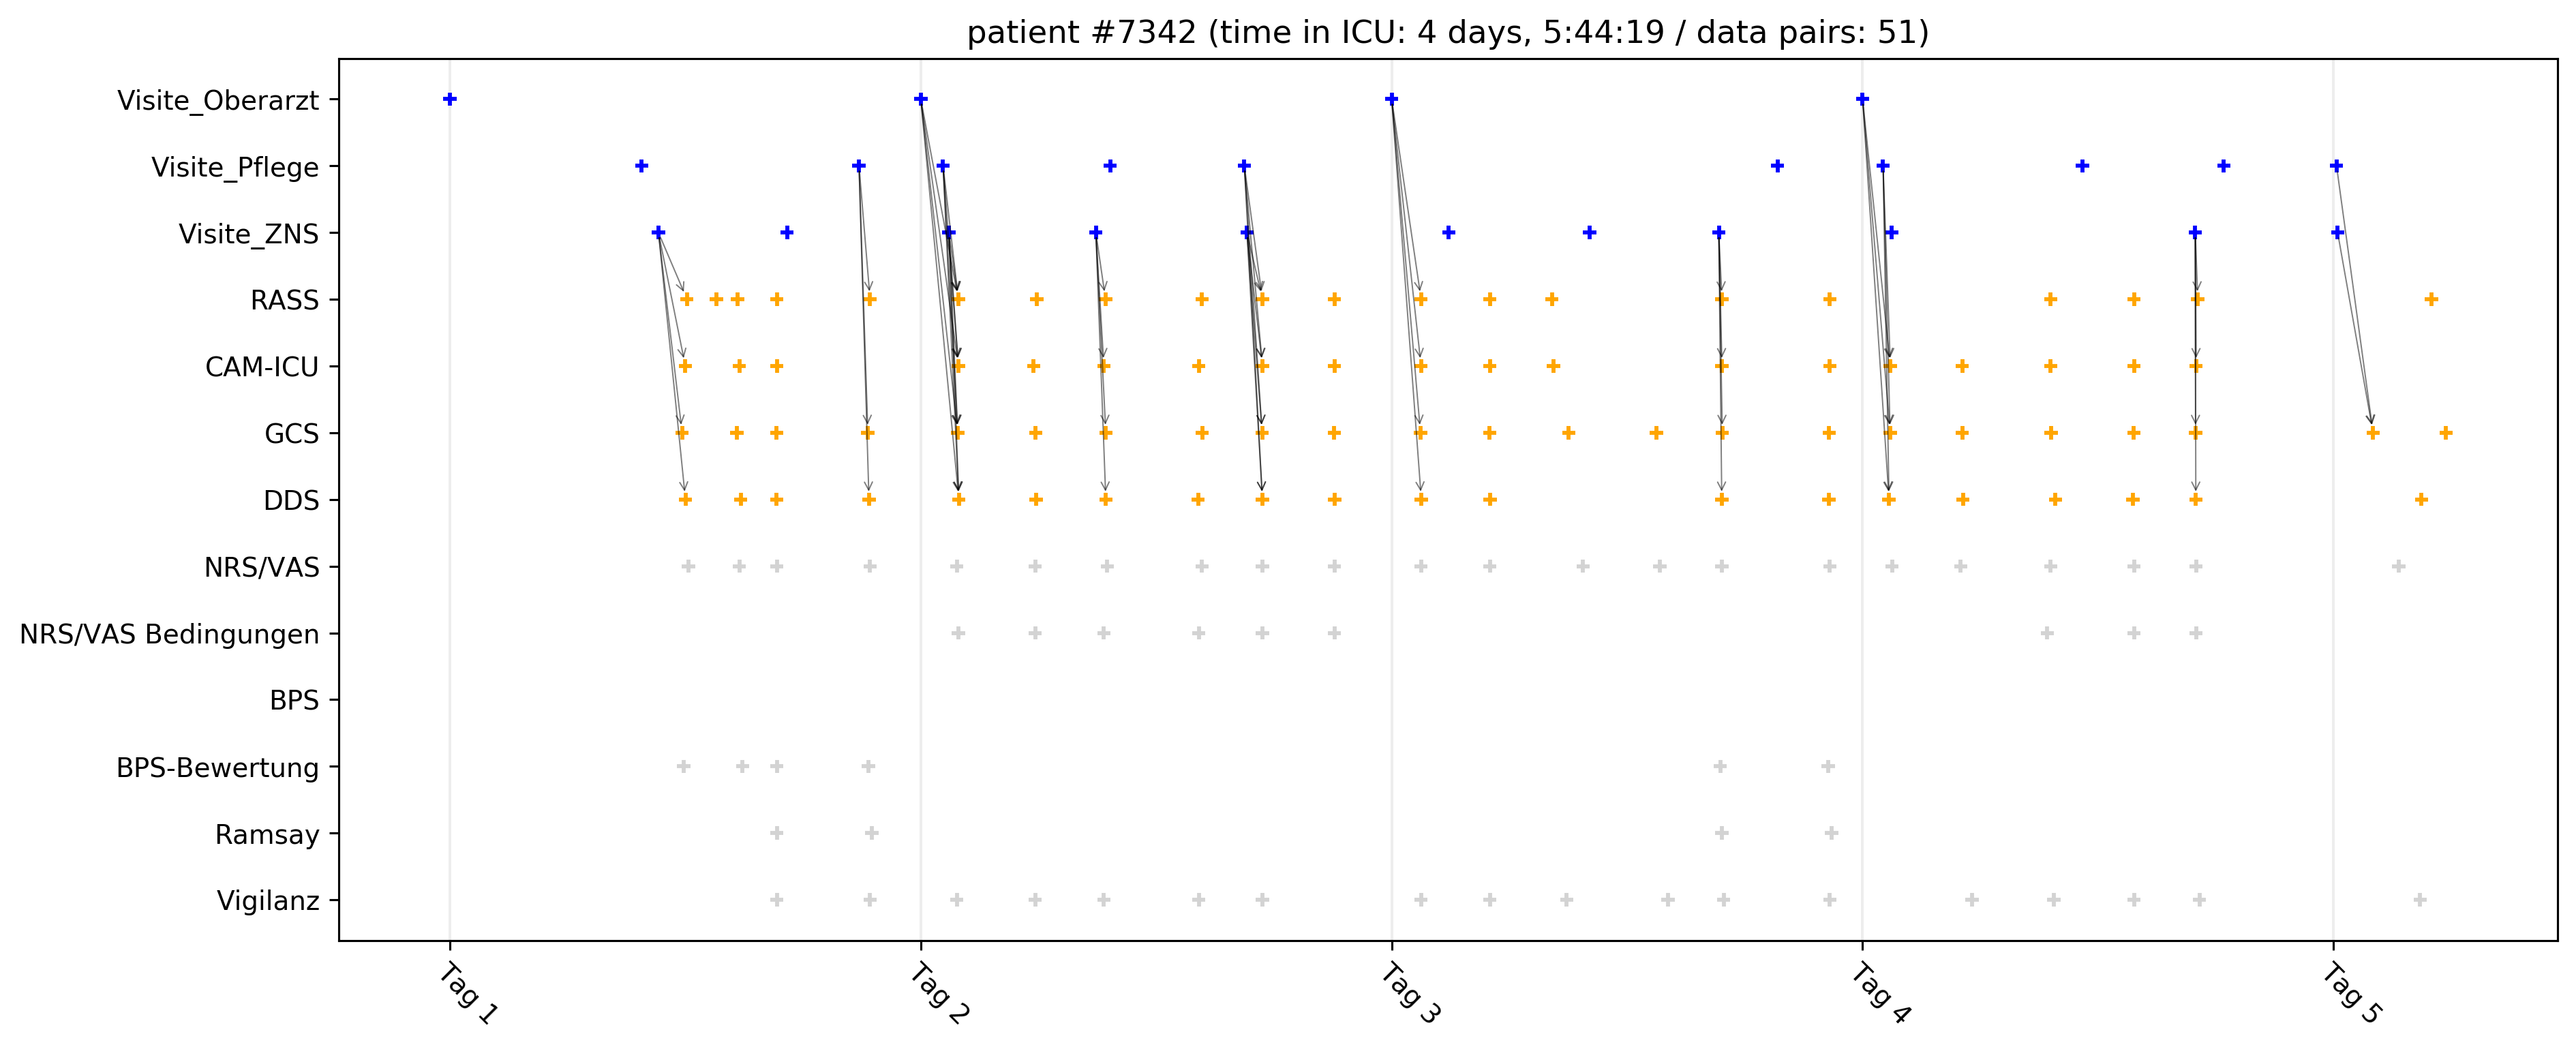 patient #7342 (time in ICU: 4 days, 5:44:19 / data pairs: 51)
Visite_Oberarzt
Visite_Pflege
Visite_ZNS
RASS
CAM-ICU
GCS
DDS
NRS/VAS
NRS/VAS Bedingungen
BPS
BPS-Bewertung
Ramsay
Vigilanz
Tag 1
Tag 2
Tag 3
Tag 4
Tag 5